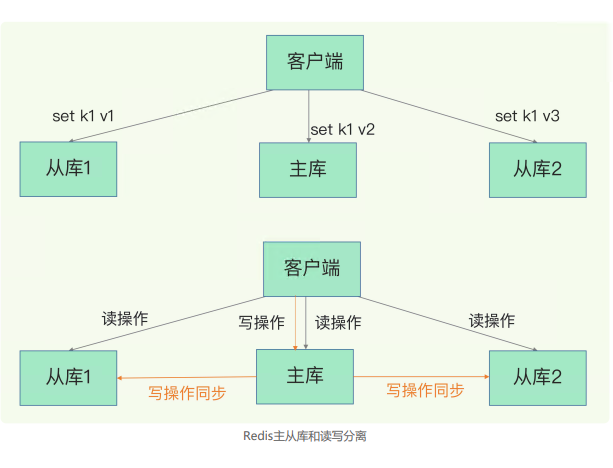 客户端
set k1 v1
set k1 v2
set k1 v3
从库1
主库
从库2
客户端
读操作
写操作
读操作
读操作
从库1
主库
从库2
写操作同步
写操作同步
Redis主从库和读写分离